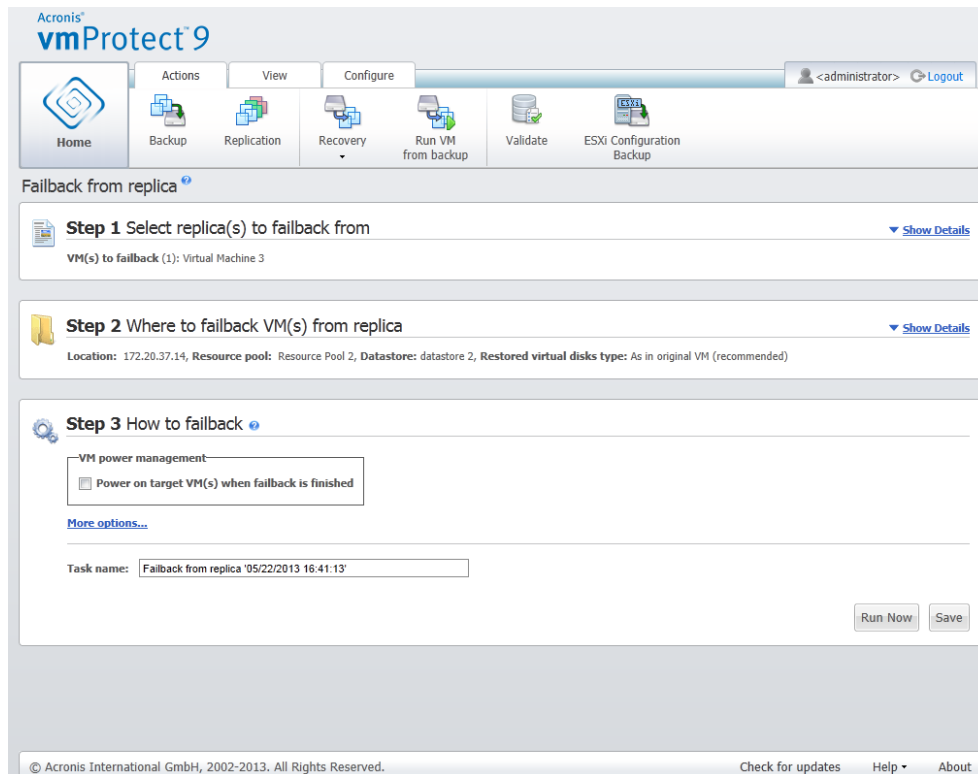 Acronis®
vmProtect™ 9
Actions View Configure
<administrator> Logout
Home
Backup Replication Recovery Run VM from backup Validate ESXi Configuration Backup
ESXi
Failback from replica ?
Step 1 Select replica(s) to failback from
Show Details
VM(s) to failback (1): Virtual Machine 3
Step 2 Where to failback VM(s) from replica
Show Details
Location: 172.20.37.14, Resource pool: Resource Pool 2, Datastore: datastore 2, Restored virtual disks type: As in original VM (recommended)
Step 3 How to failback ?
VM power management
Power on target VM(s) when failback is finished
More options...
Task name: Failback from replica '05/22/2013 16:41:13'
Run Now Save
© Acronis International GmbH, 2002-2013. All Rights Reserved.
Check for updates Help About